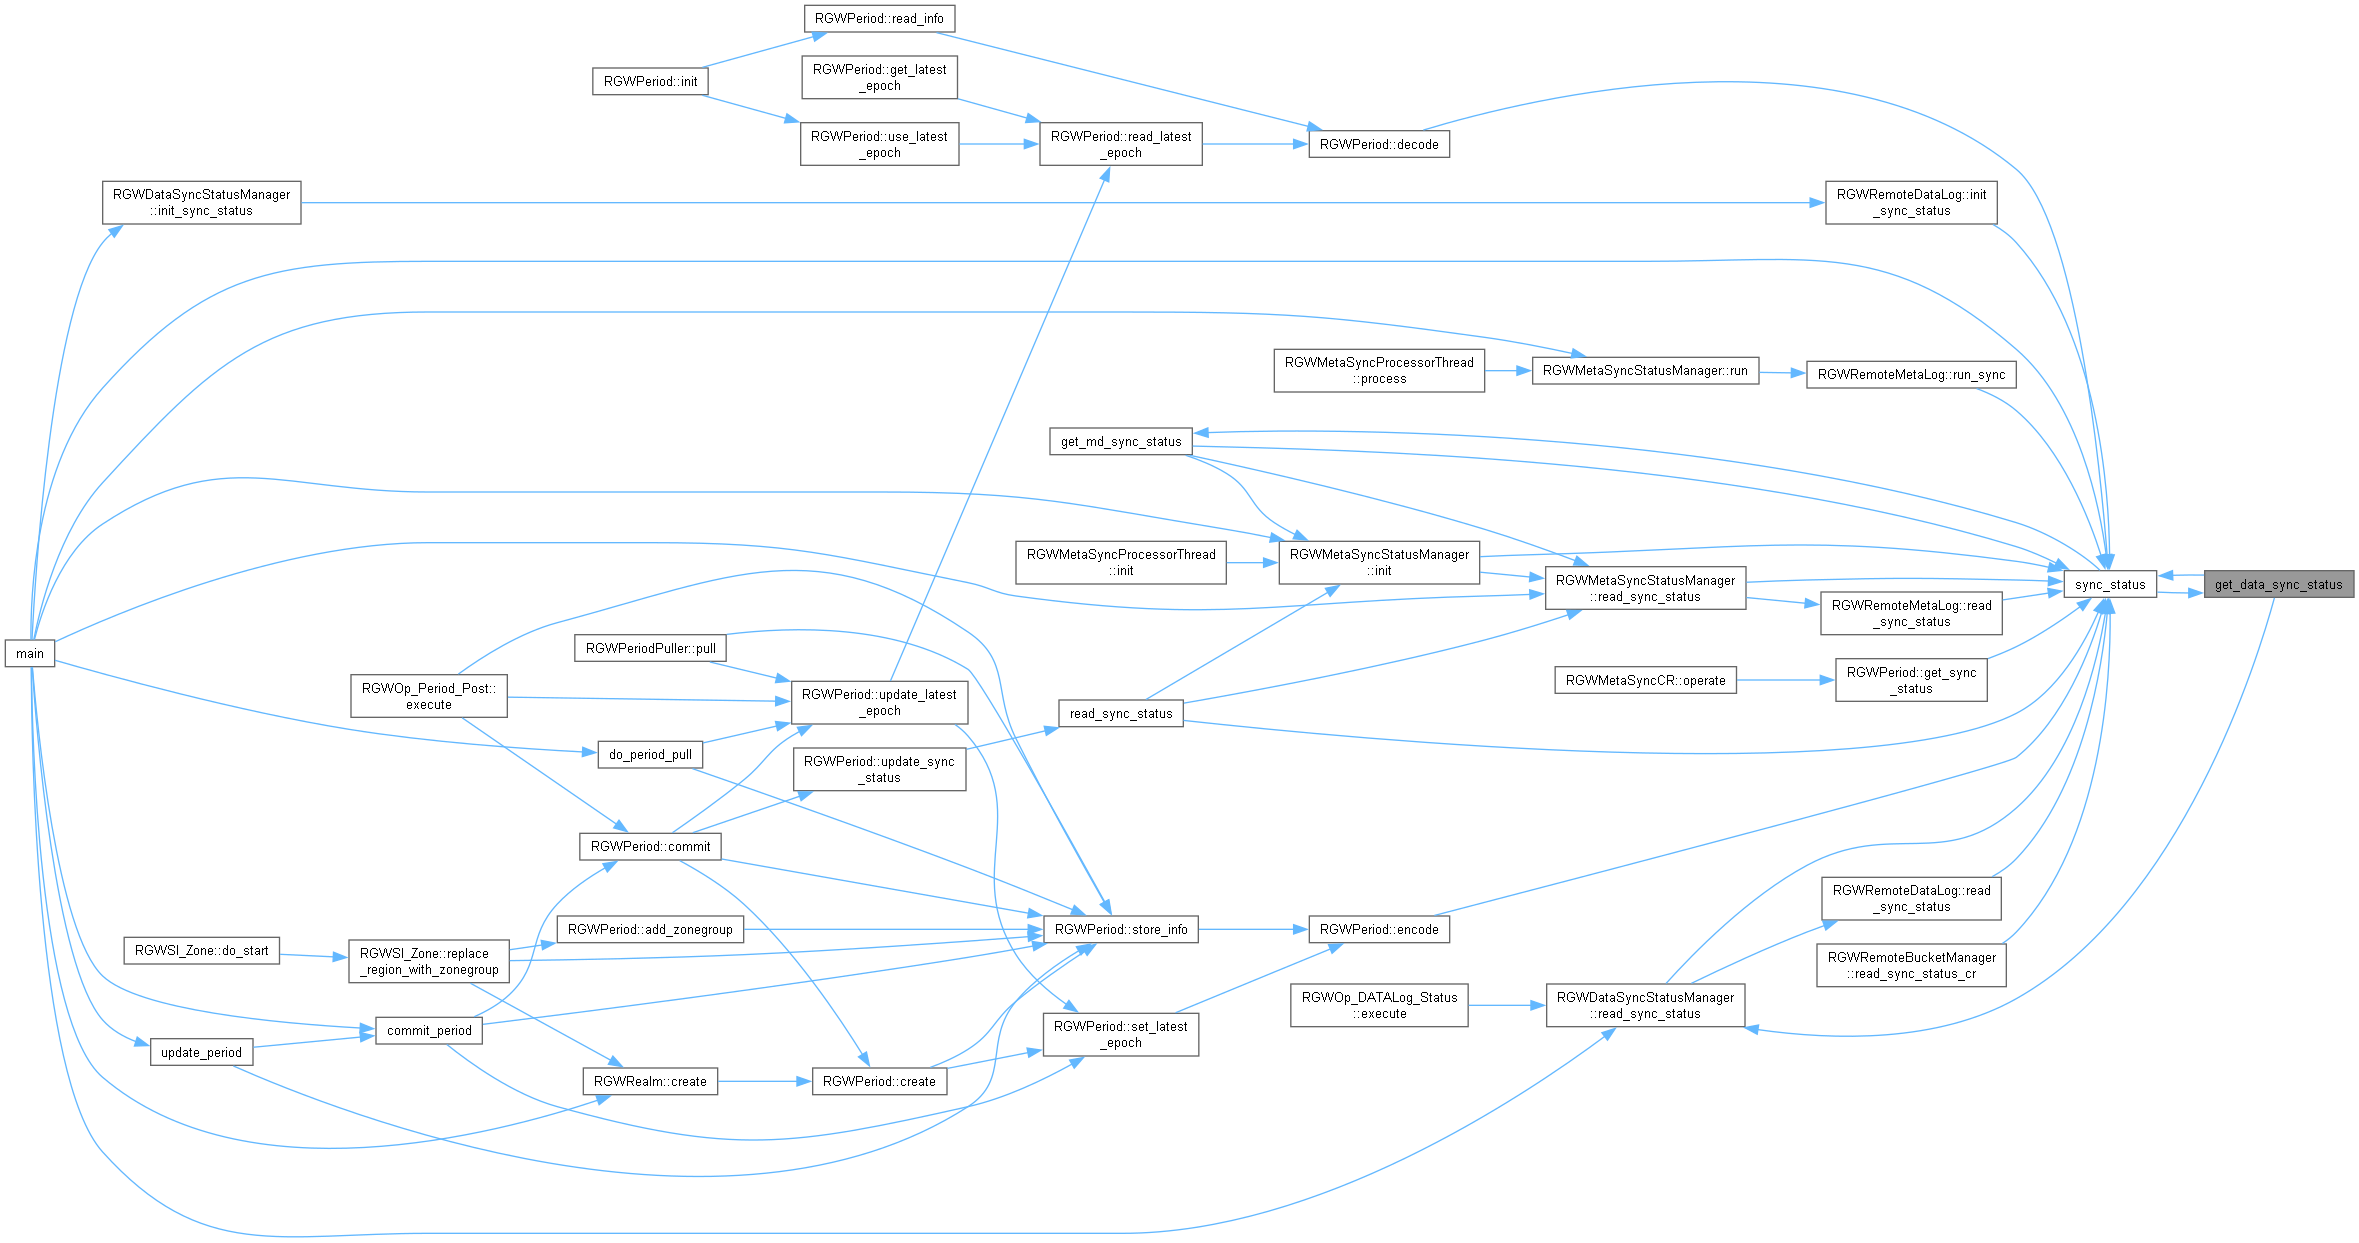 RGWPeriod::read_info
RGWPeriod::get_latest
_epoch
RGWPeriod::init
RGWPeriod::use_latest
_epoch
RGWPeriod::read_latest
_epoch
RGWPeriod::decode
RGWDataSyncStatusManager
::init_sync_status
RGWRemoteDataLog::init
_sync_status
RGWMetaSyncProcessorThread
::process
RGWMetaSyncStatusManager::run
RGWRemoteMetaLog::run_sync
get_md_sync_status
RGWMetaSyncProcessorThread
::init
RGWMetaSyncStatusManager
::init
RGWMetaSyncStatusManager
::read_sync_status
sync_status
get_data_sync_status
RGWRemoteMetaLog::read
_sync_status
main
RGWPeriodPuller::pull
RGWOp_Period_Post::
execute
RGWPeriod::update_latest
_epoch
read_sync_status
RGWMetaSyncCR::operate
RGWPeriod::get_sync
_status
do_period_pull
RGWPeriod::update_sync
_status
RGWPeriod::commit
RGWRemoteDataLog::read
_sync_status
RGWSI_Zone::do_start
RGWSI_Zone::replace
_region_with_zonegroup
RGWPeriod::add_zonegroup
RGWPeriod::store_info
RGWPeriod::encode
RGWRemoteBucketManager
::read_sync_status_cr
RGWOp_DATALog_Status
::execute
RGWDataSyncStatusManager
::read_sync_status
commit_period
RGWPeriod::set_latest
_epoch
update_period
RGWRealm::create
RGWPeriod::create